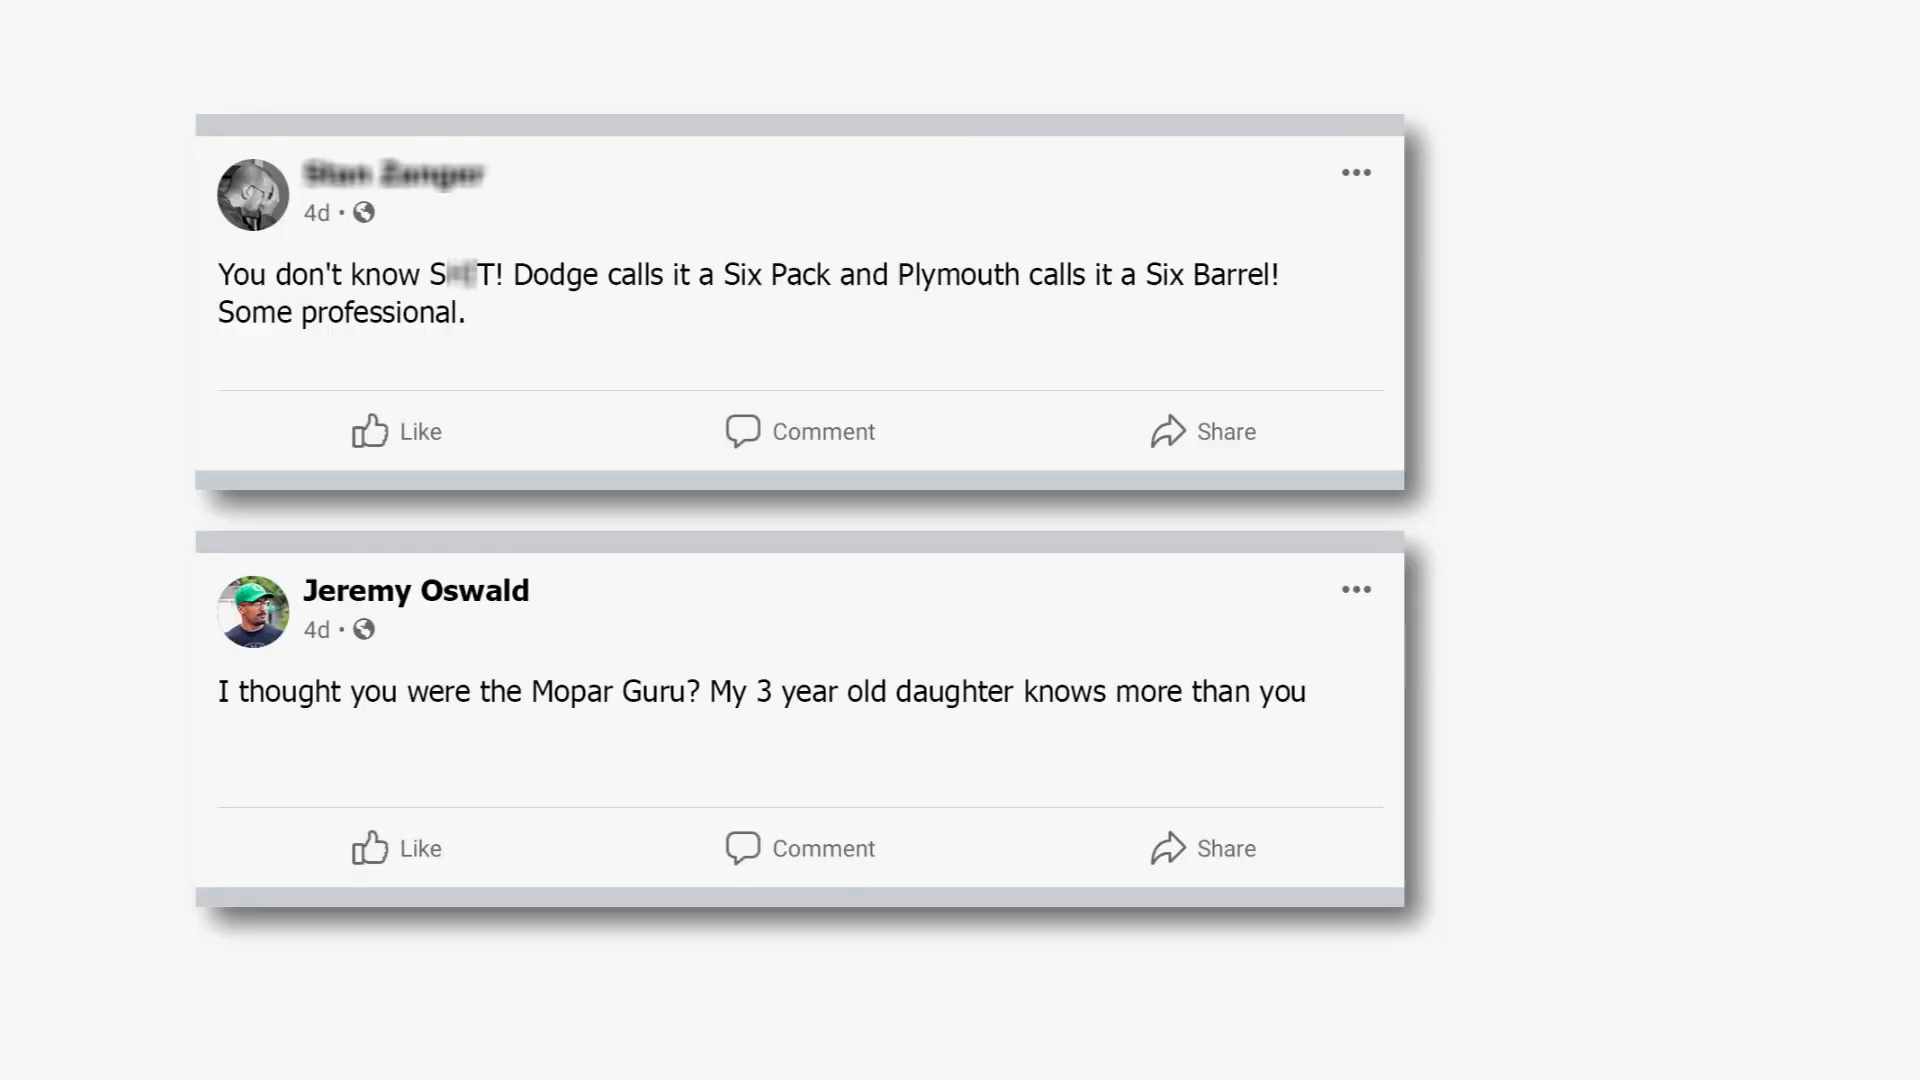 4d •
You don't know S T! Dodge calls it a Six Pack and Plymouth calls it a Six Barrel!
Some professional.
Like Comment Share
Jeremy Oswald
4d •
I thought you were the Mopar Guru? My 3 year old daughter knows more than you
Like Comment Share